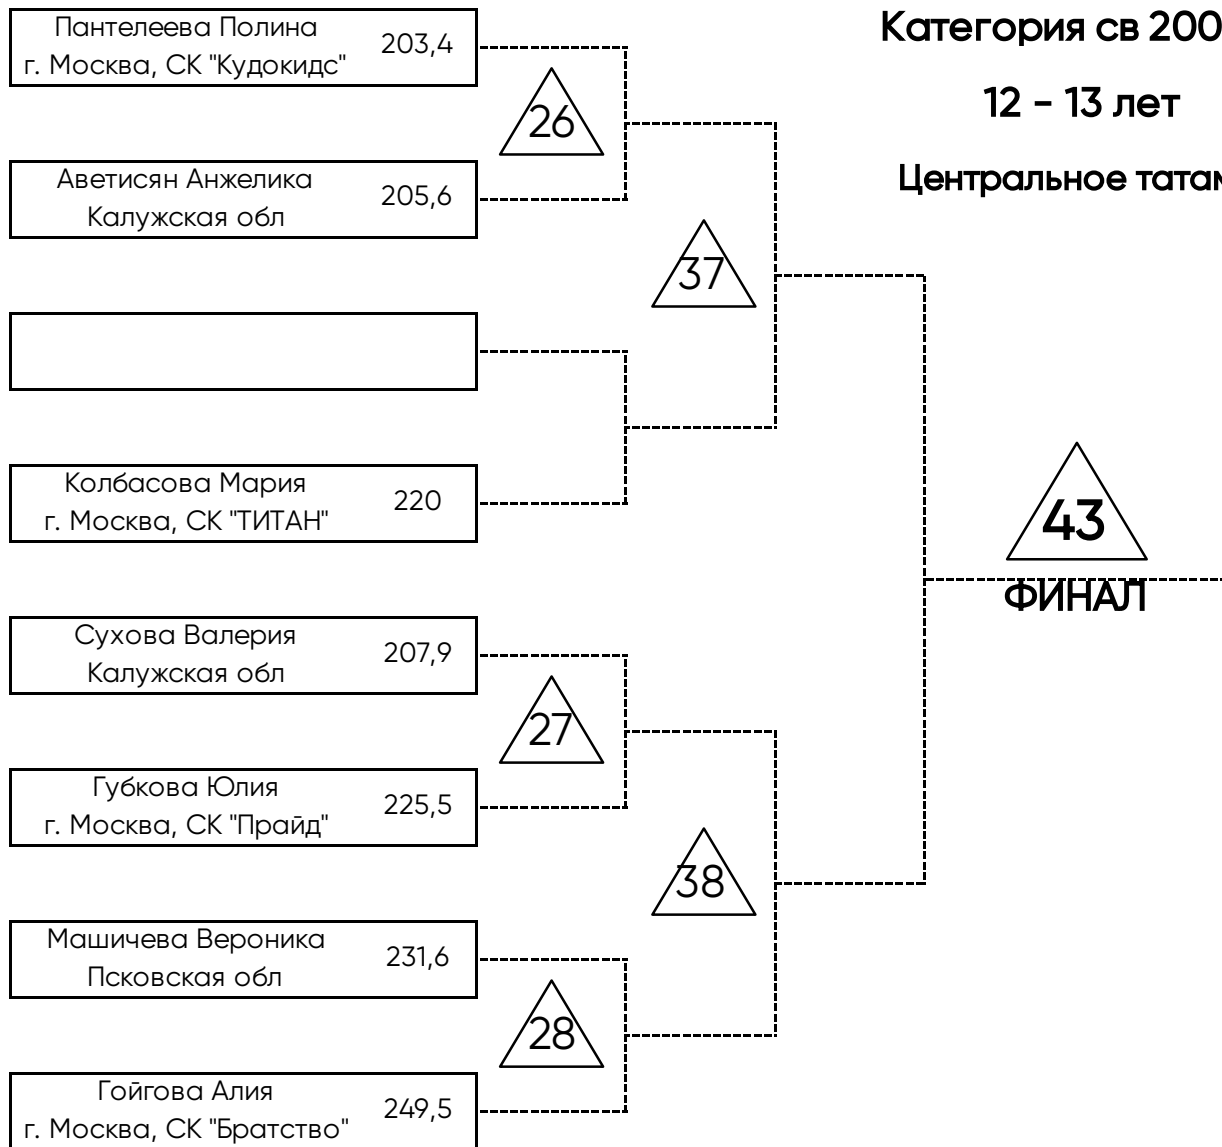 Категория св 200
12 - 13 лет
Центральное
Пантелеева Полина
г. Москва, СК "Кудокидс"
203,4
26
Аветисян Анжелика
Калужская обл
205,6
37
Колбасова Мария
г. Москва, СК "ТИТАН"
220
43
ФИНАЛ
Сухова Валерия
Калужская обл
207,9
27
Губкова Юлия
г. Москва, СК "Прайд"
225,5
38
Машичева Вероника
Псковская обл
231,6
28
Гойгова Алия
г. Москва, СК "Братство"
249,5